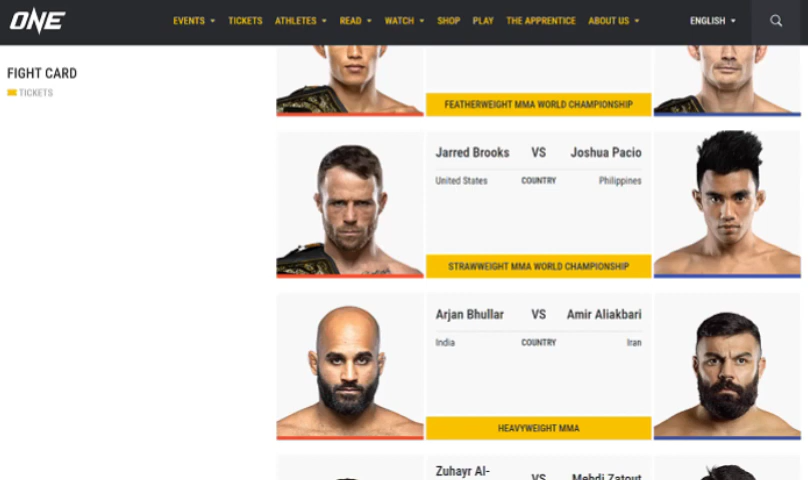 ONE
EVENTS TICKETS ATHLETES READ WATCH SHOP PLAY THE APPRENTICE ABOUT US ENGLISH
FIGHT CARD
TICKETS
FEATHERWEIGHT MMA WORLD CHAMPIONSHIP
Jarred Brooks VS Joshua Pacio
United States COUNTRY Philippines
STRAWWEIGHT MMA WORLD CHAMPIONSHIP
Arjan Bhullar VS Amir Aliakbari
India COUNTRY Iran
HEAVYWEIGHT MMA
Zuhayr Al-
VS Mehdi Zatout